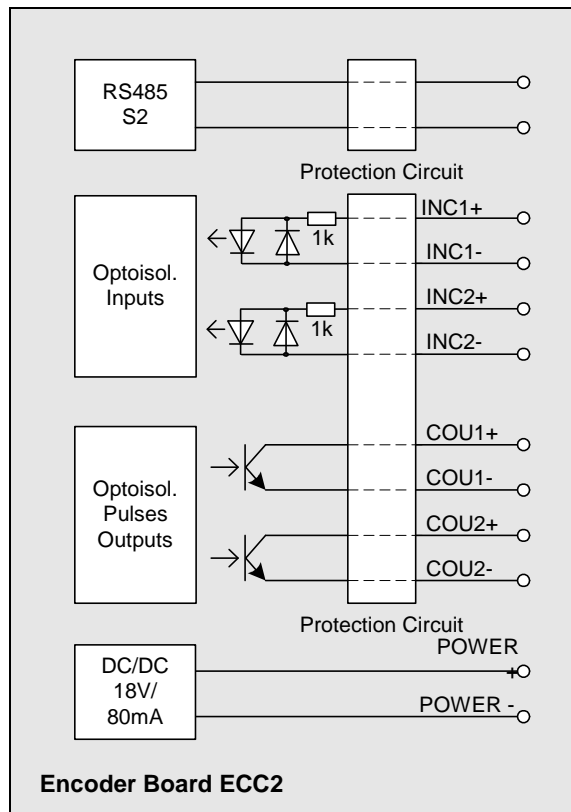 RS485
S2
Protection Circuit
Optoisol.
Inputs
1k
INC1+
INC1-
1k
INC2+
INC2-
Optoisol.
Pulses
Outputs
COU1+
COU1-
COU2+
COU2-
Protection Circuit
DC/DC
18V/
80mA
POWER
+
POWER -
Encoder Board ECC2